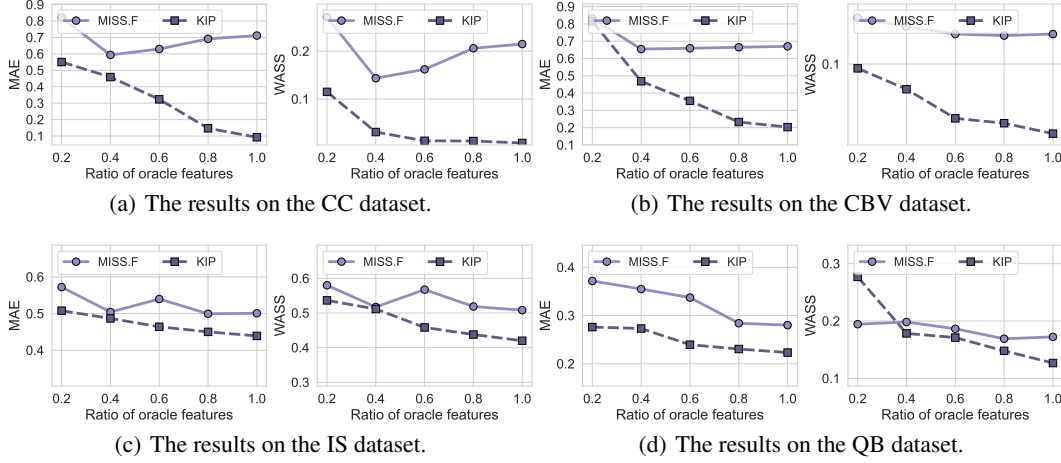 MISS.F KIP
0.9
0.8
0.7
0.6
0.5
0.4
0.3
0.2
0.1
MAE
0.2 0.4 0.6 0.8 1.0
Ratio of oracle features
MISS.F KIP
0.2
0.1
WASS
0.2 0.4 0.6 0.8 1.0
Ratio of oracle features
(a) The results on the CC dataset.
MISS.F KIP
0.9
0.8
0.7
0.6
0.5
0.4
0.3
0.2
0.1
MAE
0.2 0.4 0.6 0.8 1.0
Ratio of oracle features
MISS.F KIP
0.1
WASS
0.2 0.4 0.6 0.8 1.0
Ratio of oracle features
(b) The results on the CBV dataset.
MISS.F KIP
0.6
0.5
0.4
MAE
0.2 0.4 0.6 0.8 1.0
Ratio of oracle features
MISS.F KIP
0.6
0.5
0.4
0.3
WASS
0.2 0.4 0.6 0.8 1.0
Ratio of oracle features
(c) The results on the IS dataset.
MISS.F KIP
0.4
0.3
0.2
MAE
0.2 0.4 0.6 0.8 1.0
Ratio of oracle features
MISS.F KIP
0.3
0.2
0.1
WASS
0.2 0.4 0.6 0.8 1.0
Ratio of oracle features
(d) The results on the QB dataset.